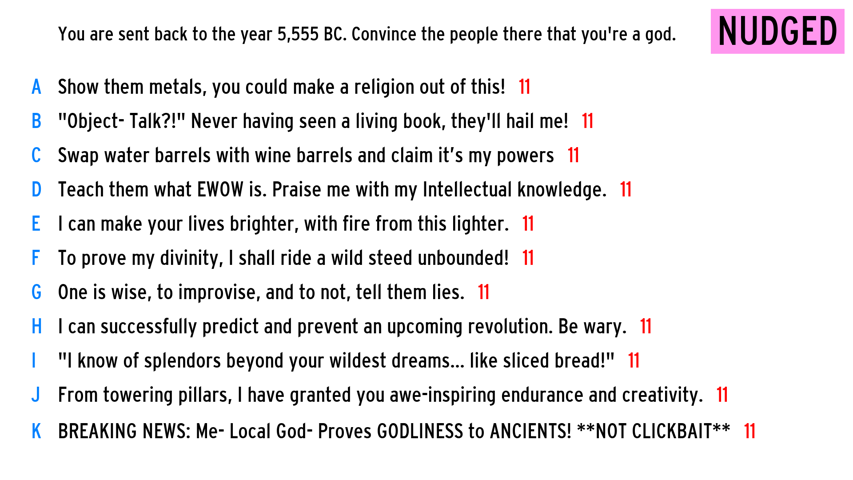 You are sent back to the year 5,555 BC. Convince the people there that you're a god.
NUDGED
A Show them metals, you could make a religion out of this! 11
B "Object- Talk?!" Never having seen a living book, they'll hail me! 11
C Swap water barrels with wine barrels and claim it’s my powers 11
D Teach them what EWOW is. Praise me with my Intellectual knowledge. 11
E I can make your lives brighter, with fire from this lighter. 11
F To prove my divinity, I shall ride a wild steed unbounded! 11
G One is wise, to improvise, and to not, tell them lies. 11
H I can successfully predict and prevent an upcoming revolution. Be wary. 11
I "I know of splendors beyond your wildest dreams... like sliced bread!" 11
J From towering pillars, I have granted you awe-inspiring endurance and creativity. 11
K BREAKING NEWS: Me- Local God- Proves GODLINESS to ANCIENTS! **NOT CLICKBAIT** 11